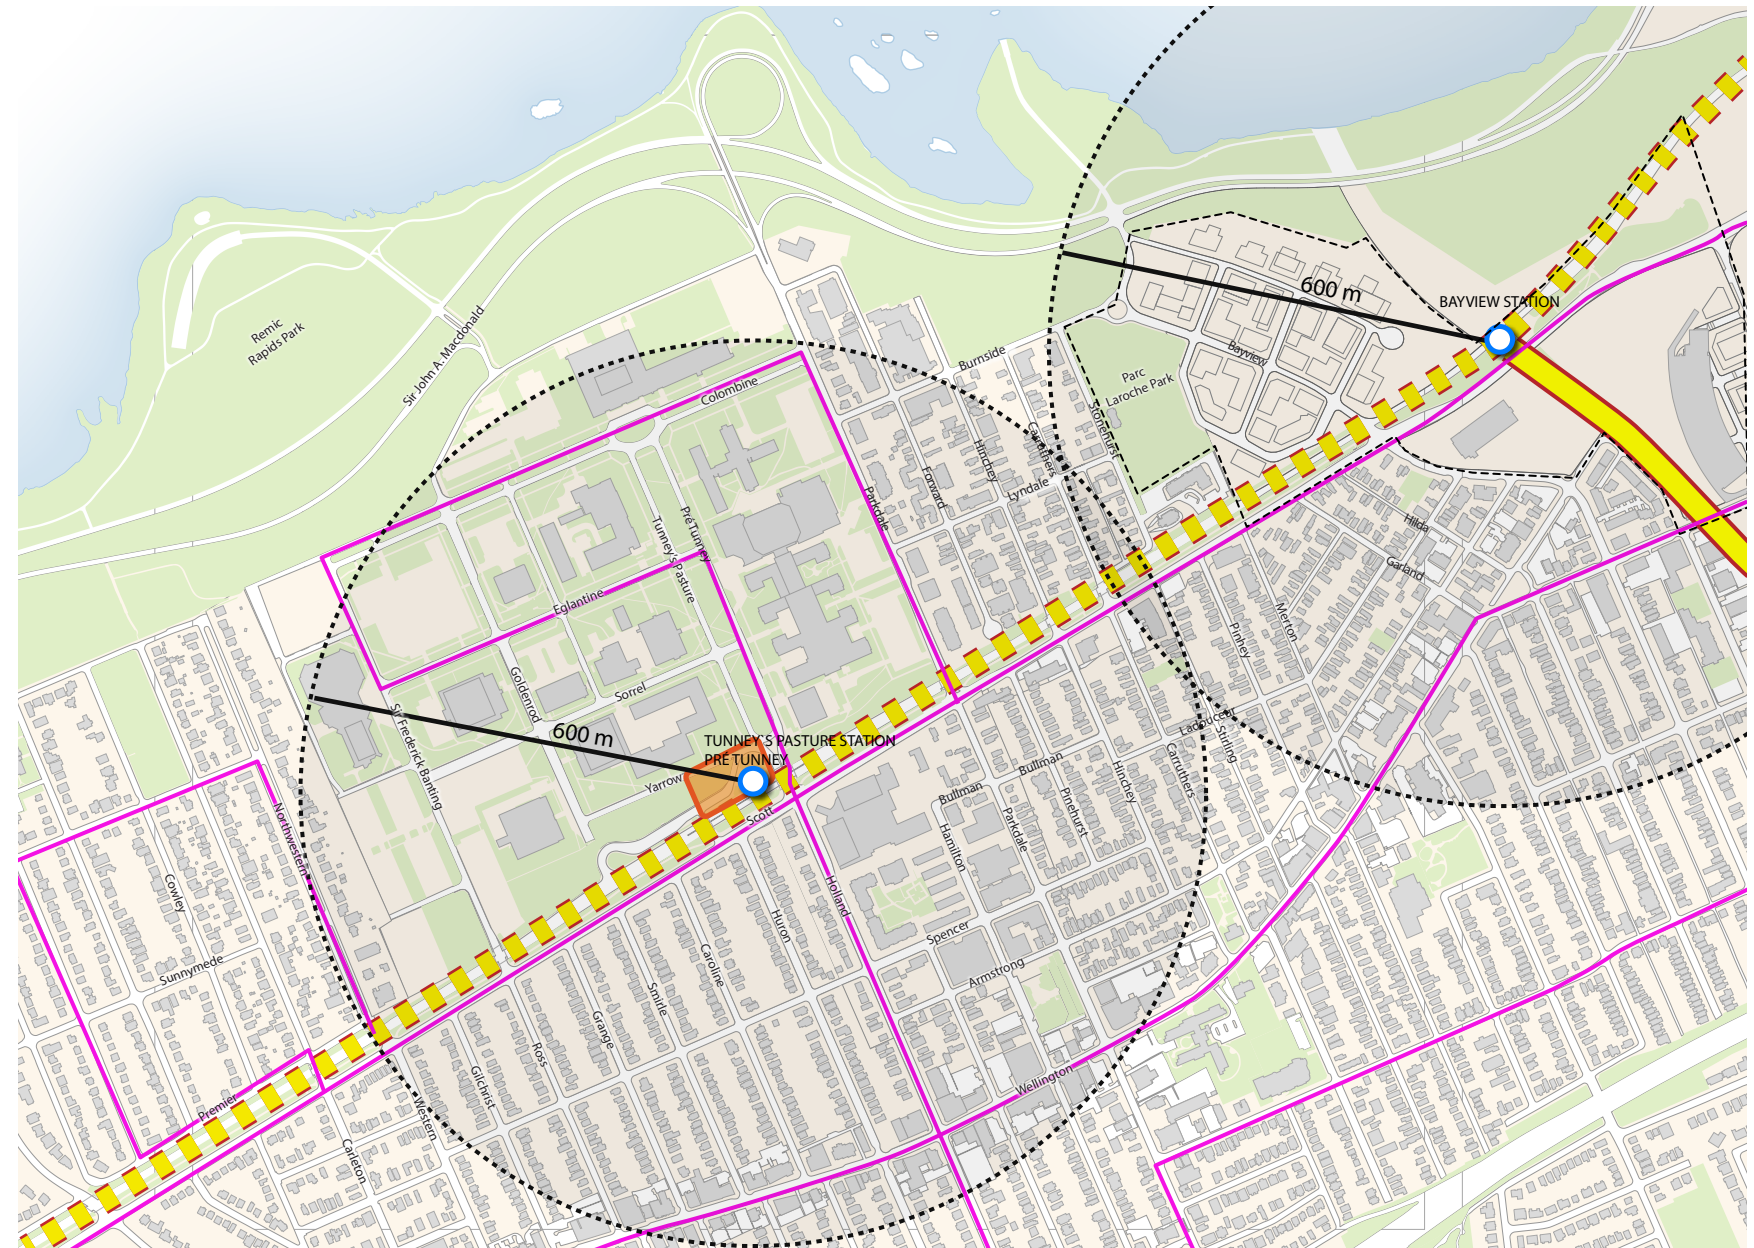 600 m
BAYVIEW STATION
Remic
Rapids Park
Sir John A. Macdonald
Burnside
Bayview
Parc
Laroche Park
Colombine
Stonehurst
Carruthers
Hinchey
Forward
Lyndale
Parkdale
Pré Tunney
Tunney's Pasture
Hilda
Garland
Eglantine
Merton
Pinhey
Goldenrod
Sorrel
Sir Frederick Banting
600 m
TUNNEY'S PASTURE STATION
PRÉ TUNNEY
Ladouceur
Stirling
Carruthers
Yarrow
Bullman
Bullman
Hinchey
Pinehurst
Parkdale
Hamilton
Scott
Northwestern
Cowley
Holland
Huron
Spencer
Caroline
Sunnymede
Armstrong
Smirle
Grange
Ross
Gilchrist
Wellington
Premier
Western
Carleton